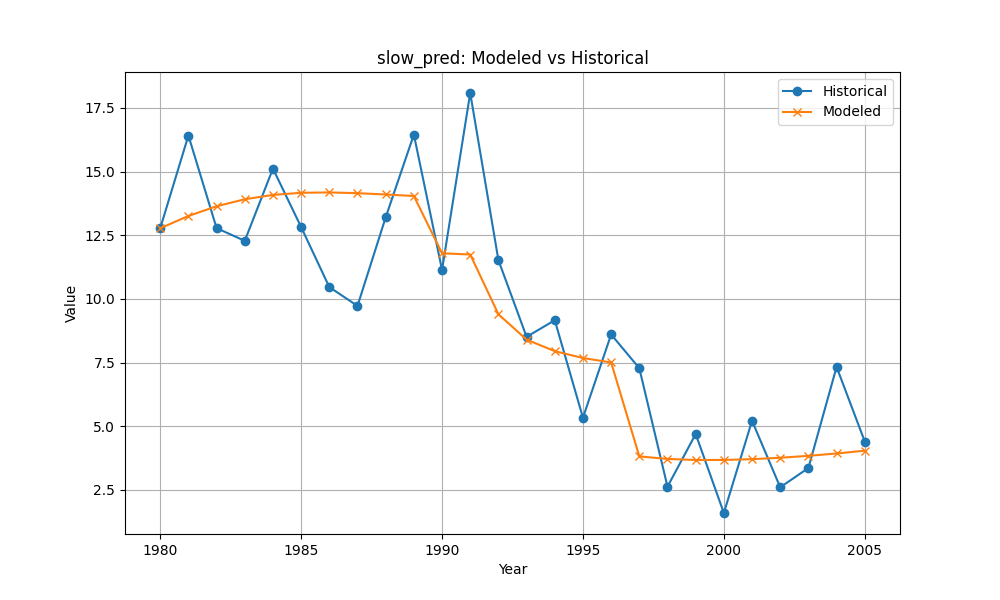 slow_pred: Modeled vs Historical
Historical
Modeled
Value
17.5
15.0
12.5
10.0
7.5
5.0
2.5
1980 1985 1990 1995 2000 2005
Year